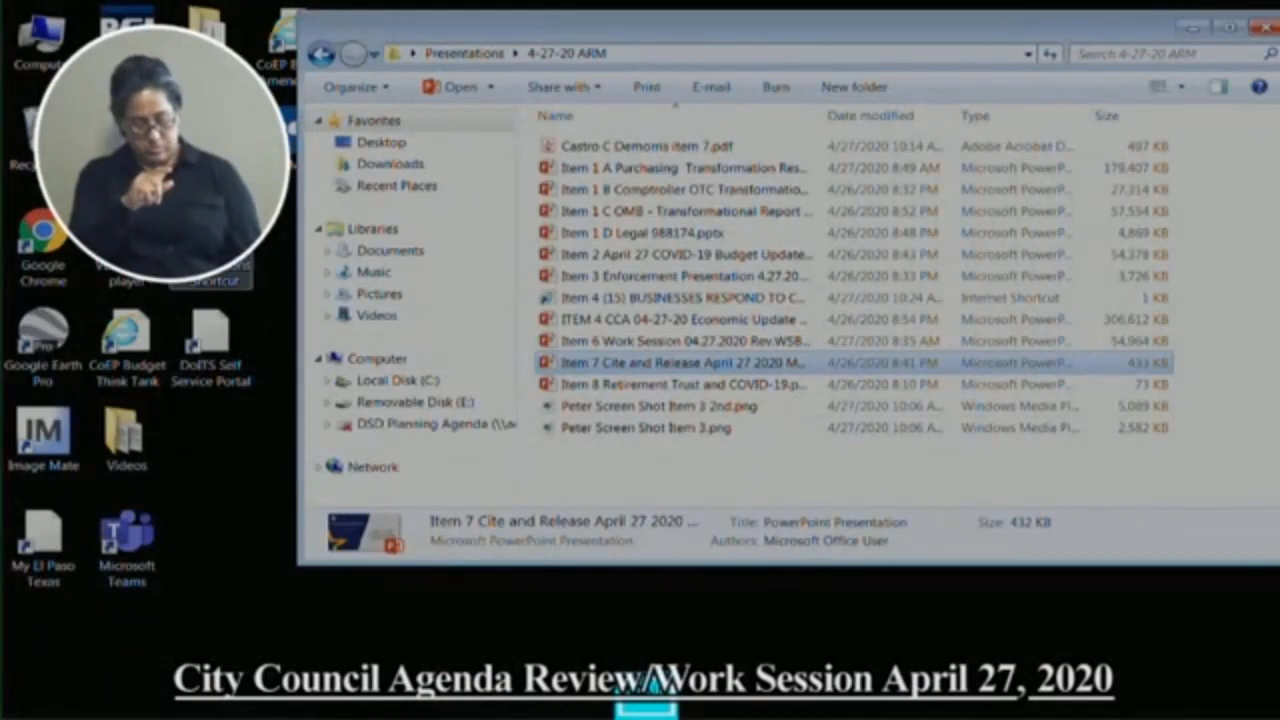 Presentations
4-27-20 ARM
Search 4-27-20 ARM
Organize
Open
Share with
Print
E-mail
Burn
New folder
Name
Date modified
Type
Size
Favorites
Desktop
Downloads
Recent Places
Libraries
Documents
Music
Pictures
Videos
Computer
Local Disk (C:)
Removable Disk (E:)
DSD Planning Agenda (\\
Network
Castro C Demoms item 7.pdf 4/27/2020 10:14 A... Adobe Acrobat D... 497 KB
Item 1 A Purchasing Transformation Res... 4/27/2020 8:49 AM Microsoft PowerP... 179,407 KB
Item 1 B Comptroller OTC Transformatio... 4/26/2020 8:32 PM Microsoft PowerP... 27,314 KB
Item 1 C OMB - Transformational Report ... 4/26/2020 8:52 PM Microsoft PowerP... 57,554 KB
Item 1 D Legal 988174.pptx 4/26/2020 8:48 PM Microsoft PowerP... 4,869 KB
Item 2 April 27 COVID-19 Budget Update... 4/26/2020 8:43 PM Microsoft PowerP... 54,378 KB
Item 3 Enforcement Presentation 4.27.20... 4/26/2020 8:33 PM Microsoft PowerP... 3,726 KB
Item 4 (15) BUSINESSES RESPOND TO C... 4/27/2020 10:24 A... Internet Shortcut 1 KB
ITEM 4 CCA 04-27-20 Economic Update ... 4/26/2020 8:54 PM Microsoft PowerP... 306,612 KB
Item 6 Work Session 04.27.2020 Rev.WSB... 4/27/2020 8:35 AM Microsoft PowerP... 54,964 KB
Item 7 Cite and Release April 27 2020 M... 4/26/2020 8:41 PM Microsoft PowerP... 433 KB
Item 8 Retirement Trust and COVID-19.p... 4/26/2020 8:10 PM Microsoft PowerP... 73 KB
Peter Screen Shot Item 3 2nd.png 4/27/2020 10:06 A... Windows Media Pl... 5,089 KB
Peter Screen Shot Item 3.png 4/27/2020 10:06 A... Windows Media Pl... 2,582 KB
Item 7 Cite and Release April 27 2020 ... Title: PowerPoint Presentation Size: 432 KB
Microsoft PowerPoint Presentation Authors: Microsoft Office User
CoEP
Google
Chrome
player
Shortcut
Google Earth
Pro
CoEP Budget
Think Tank
DoITS Self
Service Portal
IM
Image Mate
Videos
My El Paso
Texas
Microsoft
Teams
City Council Agenda Review/Work Session April 27, 2020